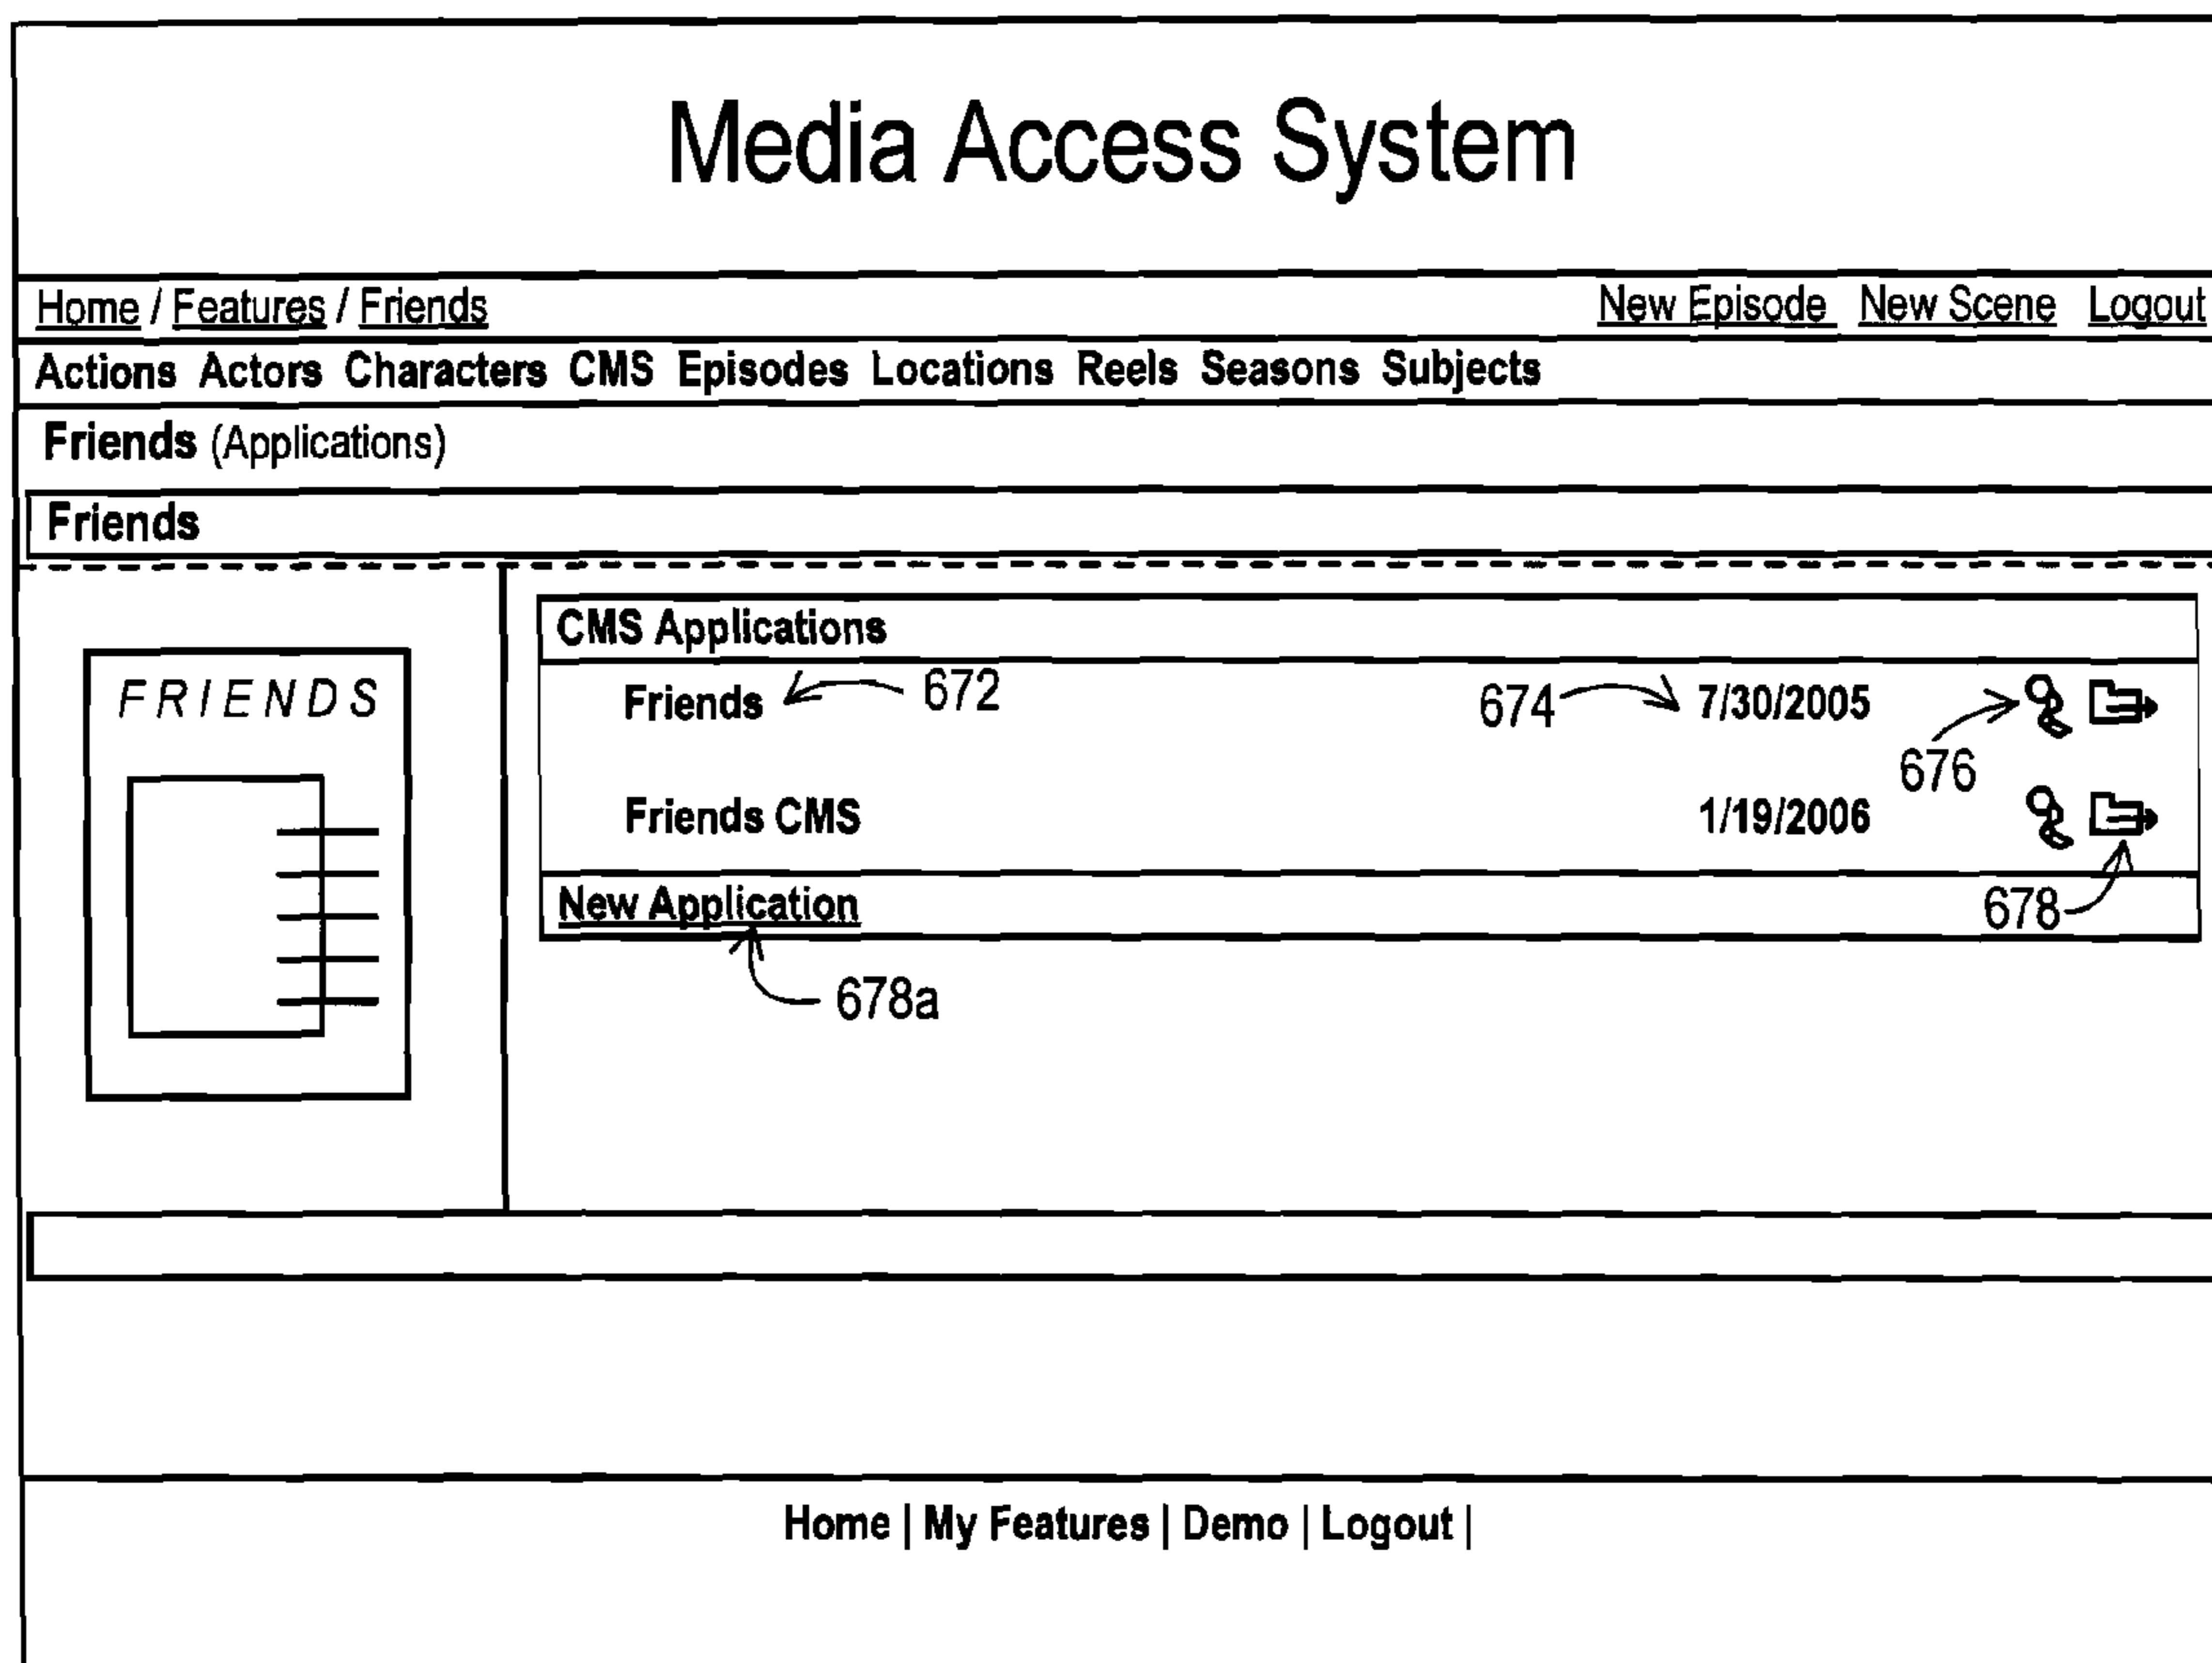 Media Access System
Home / Features / Friends New Episode New Scene Logout
Actions Actors Characters CMS Episodes Locations Reels Seasons Subjects
Friends (Applications)
Friends
FRIENDS
CMS Applications
Friends 672 674 7/30/2005
676
Friends CMS 1/19/2006
New Application 678
678a
Home | My Features | Demo | Logout |